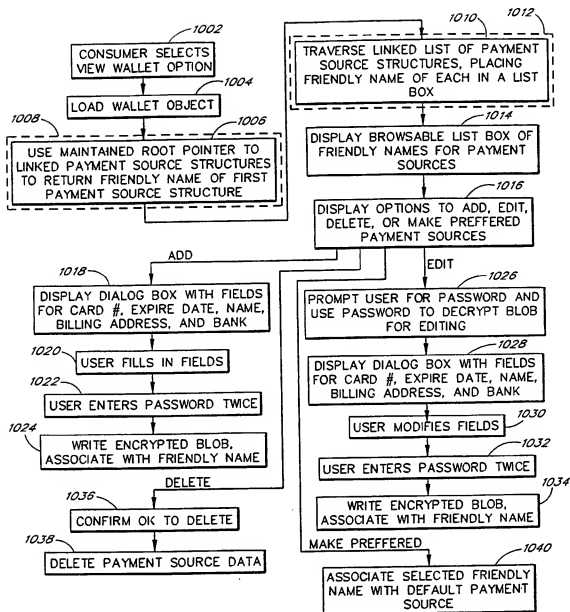 1002
CONSUMER SELECTS
VIEW WALLET OPTION
1004
LOAD WALLET OBJECT
1008
1006
USE MAINTAINED ROOT POINTER TO
LINKED PAYMENT SOURCE STRUCTURES
TO RETURN FRIENDLY NAME OF FIRST
PAYMENT SOURCE STRUCTURE
1010
1012
TRAVERSE LINKED LIST OF PAYMENT
SOURCE STRUCTURES, PLACING
FRIENDLY NAME OF EACH IN A LIST
BOX
1014
DISPLAY BROWSABLE LIST BOX OF
FRIENDLY NAMES FOR PAYMENT
SOURCES
1016
DISPLAY OPTIONS TO ADD, EDIT,
DELETE, OR MAKE PREFFERED
PAYMENT SOURCES
ADD
1018
DISPLAY DIALOG BOX WITH FIELDS
FOR CARD #, EXPIRE DATE, NAME,
BILLING ADDRESS, AND BANK
1020
USER FILLS IN FIELDS
1022
USER ENTERS PASSWORD TWICE
1024
WRITE ENCRYPTED BLOB,
ASSOCIATE WITH FRIENDLY NAME
EDIT
1026
PROMPT USER FOR PASSWORD AND
USE PASSWORD TO DECRYPT BLOB
FOR EDITING
1028
DISPLAY DIALOG BOX WITH FIELDS
FOR CARD #, EXPIRE DATE, NAME,
BILLING ADDRESS, AND BANK
1030
USER MODIFIES FIELDS
1032
USER ENTERS PASSWORD TWICE
1034
WRITE ENCRYPTED BLOB,
ASSOCIATE WITH FRIENDLY NAME
DELETE
1036
CONFIRM OK TO DELETE
1038
DELETE PAYMENT SOURCE DATA
MAKE PREFFERED
1040
ASSOCIATE SELECTED FRIENDLY
NAME WITH DEFAULT PAYMENT
SOURCE